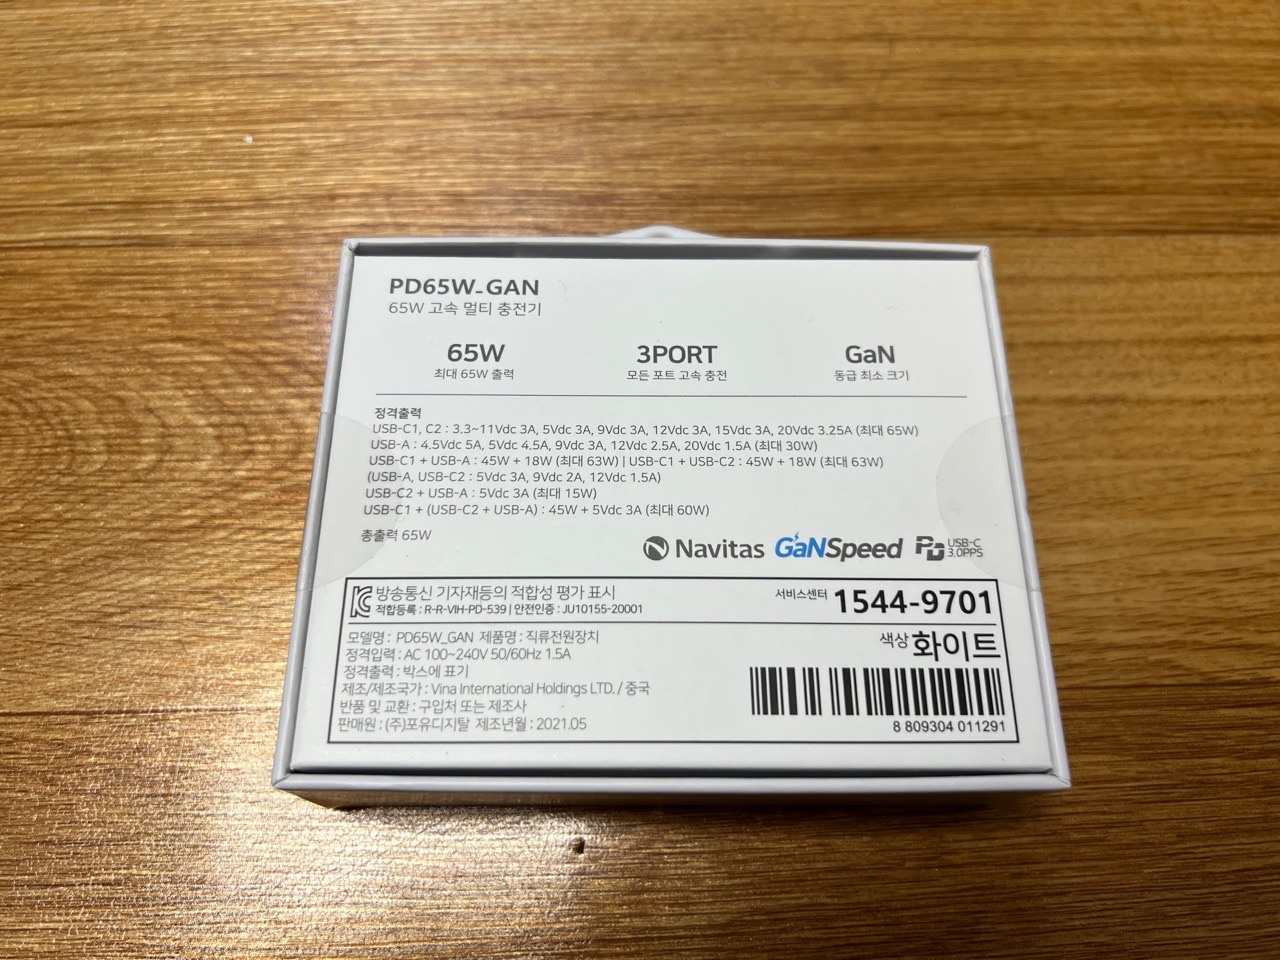 PD65W_GAN
65W 고속 멀티 충전기
65W 3PORT GaN
최대 65W 출력 모든 포트 고속 충전 동급 최소 크기
정격출력
USB-C1, C2 : 3.3~11Vdc 3A, 5Vdc 3A, 9Vdc 3A, 12Vdc 3A, 15Vdc 3A, 20Vdc 3.25A (최대 65W)
USB-A : 4.5Vdc 5A, 5Vdc 4.5A, 9Vdc 3A, 12Vdc 2.5A, 20Vdc 1.5A (최대 30W)
USB-C1 + USB-A : 45W + 18W (최대 63W) | USB-C1 + USB-C2 : 45W + 18W (최대 63W)
(USB-A, USB-C2 : 5Vdc 3A, 9Vdc 2A, 12Vdc 1.5A)
USB-C2 + USB-A : 5Vdc 3A (최대 15W)
USB-C1 + (USB-C2 + USB-A) : 45W + 5Vdc 3A (최대 60W)
총출력 65W
Navitas GaNSpeed PD USB-C 3.0PPS
방송통신 기자재등의 적합성 평가 표시
적합등록 : R-R-VIH-PD-539 | 안전인증 : JU10155-20001
서비스센터 1544-9701
모델명 : PD65W_GAN 제품명 : 직류전원장치
정격입력 : AC 100~240V 50/60Hz 1.5A
정격출력 : 박스에 표기
제조/제조국가 : Vina International Holdings LTD. / 중국
반품 및 교환 : 구입처 또는 제조사
판매원 : (주)포유디지탈 제조년월 : 2021.05
색상 화이트
8 809304 011291